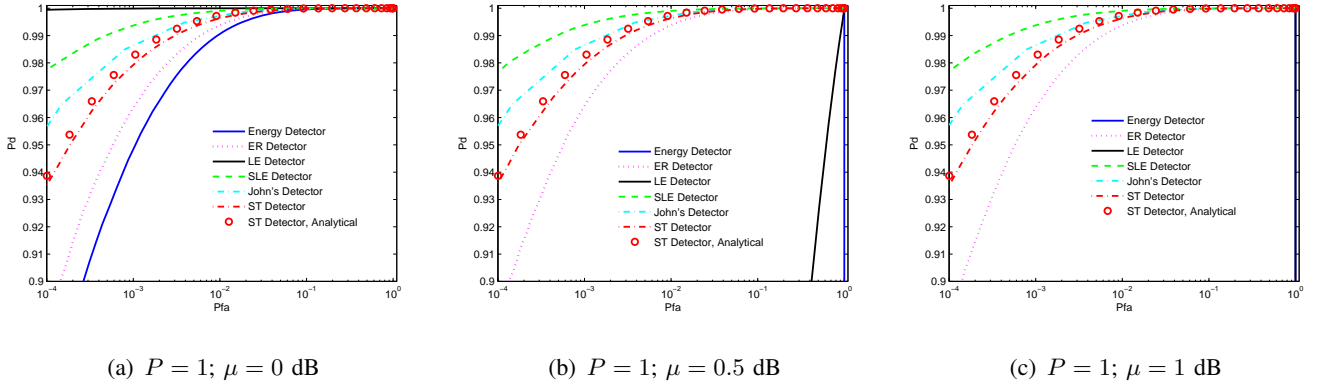 1
0.99
0.98
0.97
0.96
0.95
0.94
0.93
0.92
0.91
0.9
Pd
10⁻⁴
10⁻³
10⁻²
10⁻¹
10⁰
Pfa
Energy Detector
ER Detector
LE Detector
SLE Detector
John's Detector
ST Detector
ST Detector, Analytical
(a) P = 1; μ = 0 dB
1
0.99
0.98
0.97
0.96
0.95
0.94
0.93
0.92
0.91
0.9
Pd
10⁻⁴
10⁻³
10⁻²
10⁻¹
10⁰
Pfa
Energy Detector
ER Detector
LE Detector
SLE Detector
John's Detector
ST Detector
ST Detector, Analytical
(b) P = 1; μ = 0.5 dB
1
0.99
0.98
0.97
0.96
0.95
0.94
0.93
0.92
0.91
0.9
Pd
10⁻⁴
10⁻³
10⁻²
10⁻¹
10⁰
Pfa
Energy Detector
ER Detector
LE Detector
SLE Detector
John's Detector
ST Detector
ST Detector, Analytical
(c) P = 1; μ = 1 dB